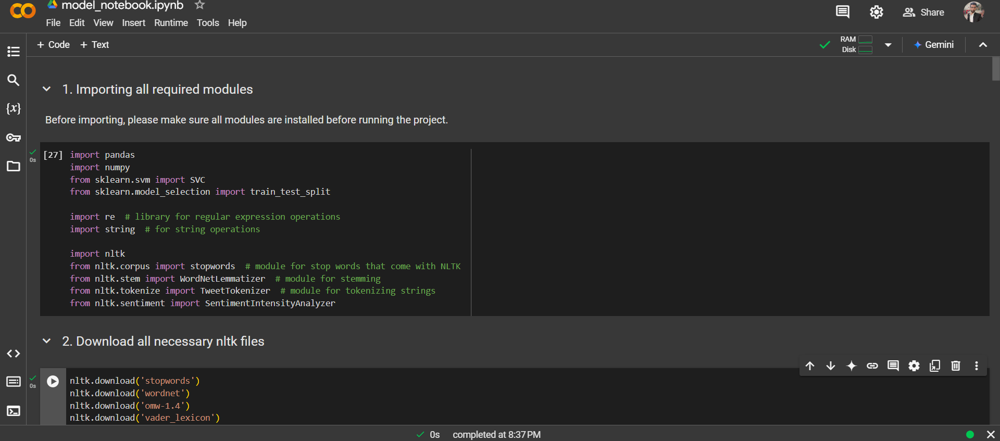 model_notebook.ipynb
File Edit View Insert Runtime Tools Help
Share
+ Code + Text
RAM
Disk
Gemini
1. Importing all required modules
{x}
Before importing, please make sure all modules are installed before running the project.
[27] import pandas
0s
import numpy
from sklearn.svm import SVC
from sklearn.model_selection import train_test_split
import re  # library for regular expression operations
import string  # for string operations
import nltk
from nltk.corpus import stopwords  # module for stop words that come with NLTK
from nltk.stem import WordNetLemmatizer  # module for stemming
from nltk.tokenize import TweetTokenizer  # module for tokenizing strings
from nltk.sentiment import SentimentIntensityAnalyzer
2. Download all necessary nltk files
nltk.download('stopwords')
0s
nltk.download('wordnet')
nltk.download('omw-1.4')
nltk.download('vader_lexicon')
0s completed at 8:37 PM